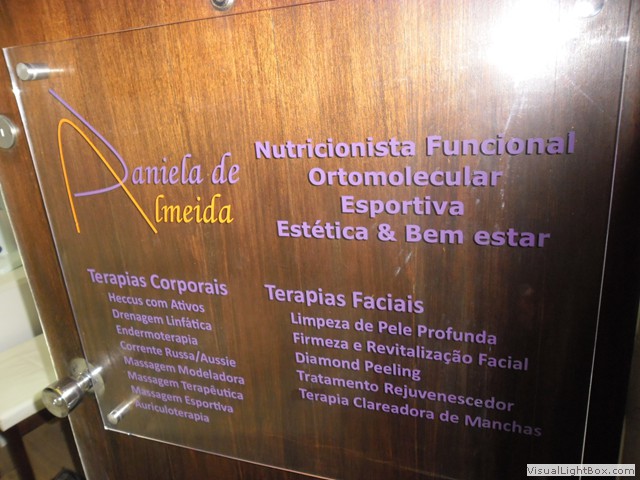 Daniela de
Almeida
Nutricionista Funcional
Ortomolecular
Esportiva
Estética & Bem estar
Terapias Corporais
Heccus com Ativos
Drenagem Linfática
Endermoterapia
Corrente Russa/Aussie
Massagem Modeladora
Massagem Terapêutica
Massagem Esportiva
Auriculoterapia
Terapias Faciais
Limpeza de Pele Profunda
Firmeza e Revitalização Facial
Diamond Peeling
Tratamento Rejuvenescedor
Terapia Clareadora de Manchas
VisualLightBox.com